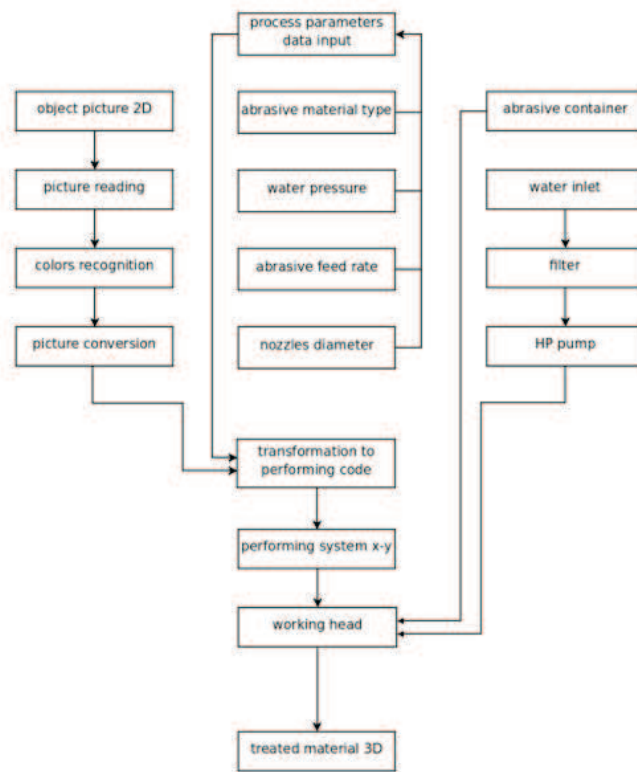 process parameters
data input
object picture 2D
abrasive material type
abrasive container
picture reading
water pressure
water inlet
colors recognition
abrasive feed rate
filter
picture conversion
nozzles diameter
HP pump
transformation to
performing code
performing system x-y
working head
treated material 3D